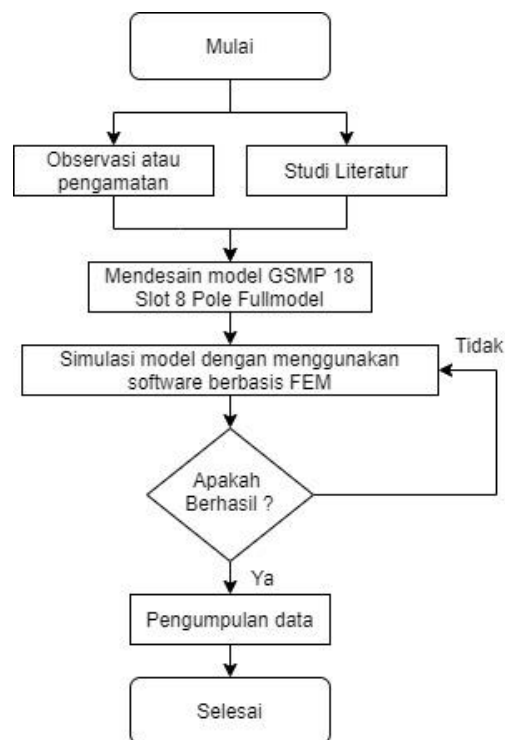 Mulai
Observasi atau
pengamatan
Studi Literatur
Mendesain model GSMP 18
Slot 8 Pole Fullmodel
Simulasi model dengan menggunakan
software berbasis FEM
Tidak
Apakah
Berhasil ?
Ya
Pengumpulan data
Selesai